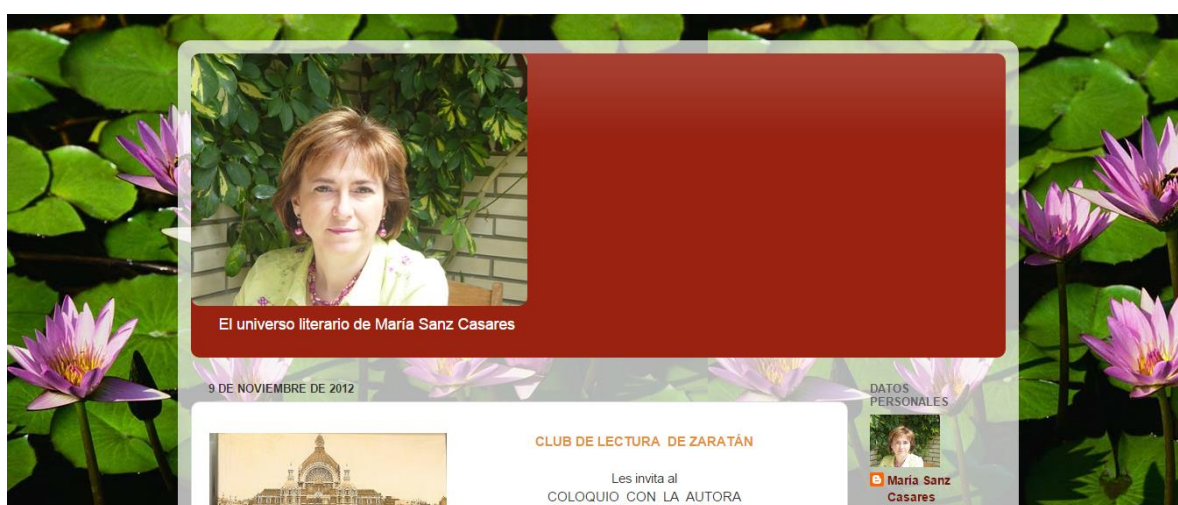 El universo literario de María Sanz Casares
9 DE NOVIEMBRE DE 2012
CLUB DE LECTURA DE ZARATÁN
Les invita al
COLOQUIO CON LA AUTORA
DATOS
PERSONALES
María Sanz
Casares